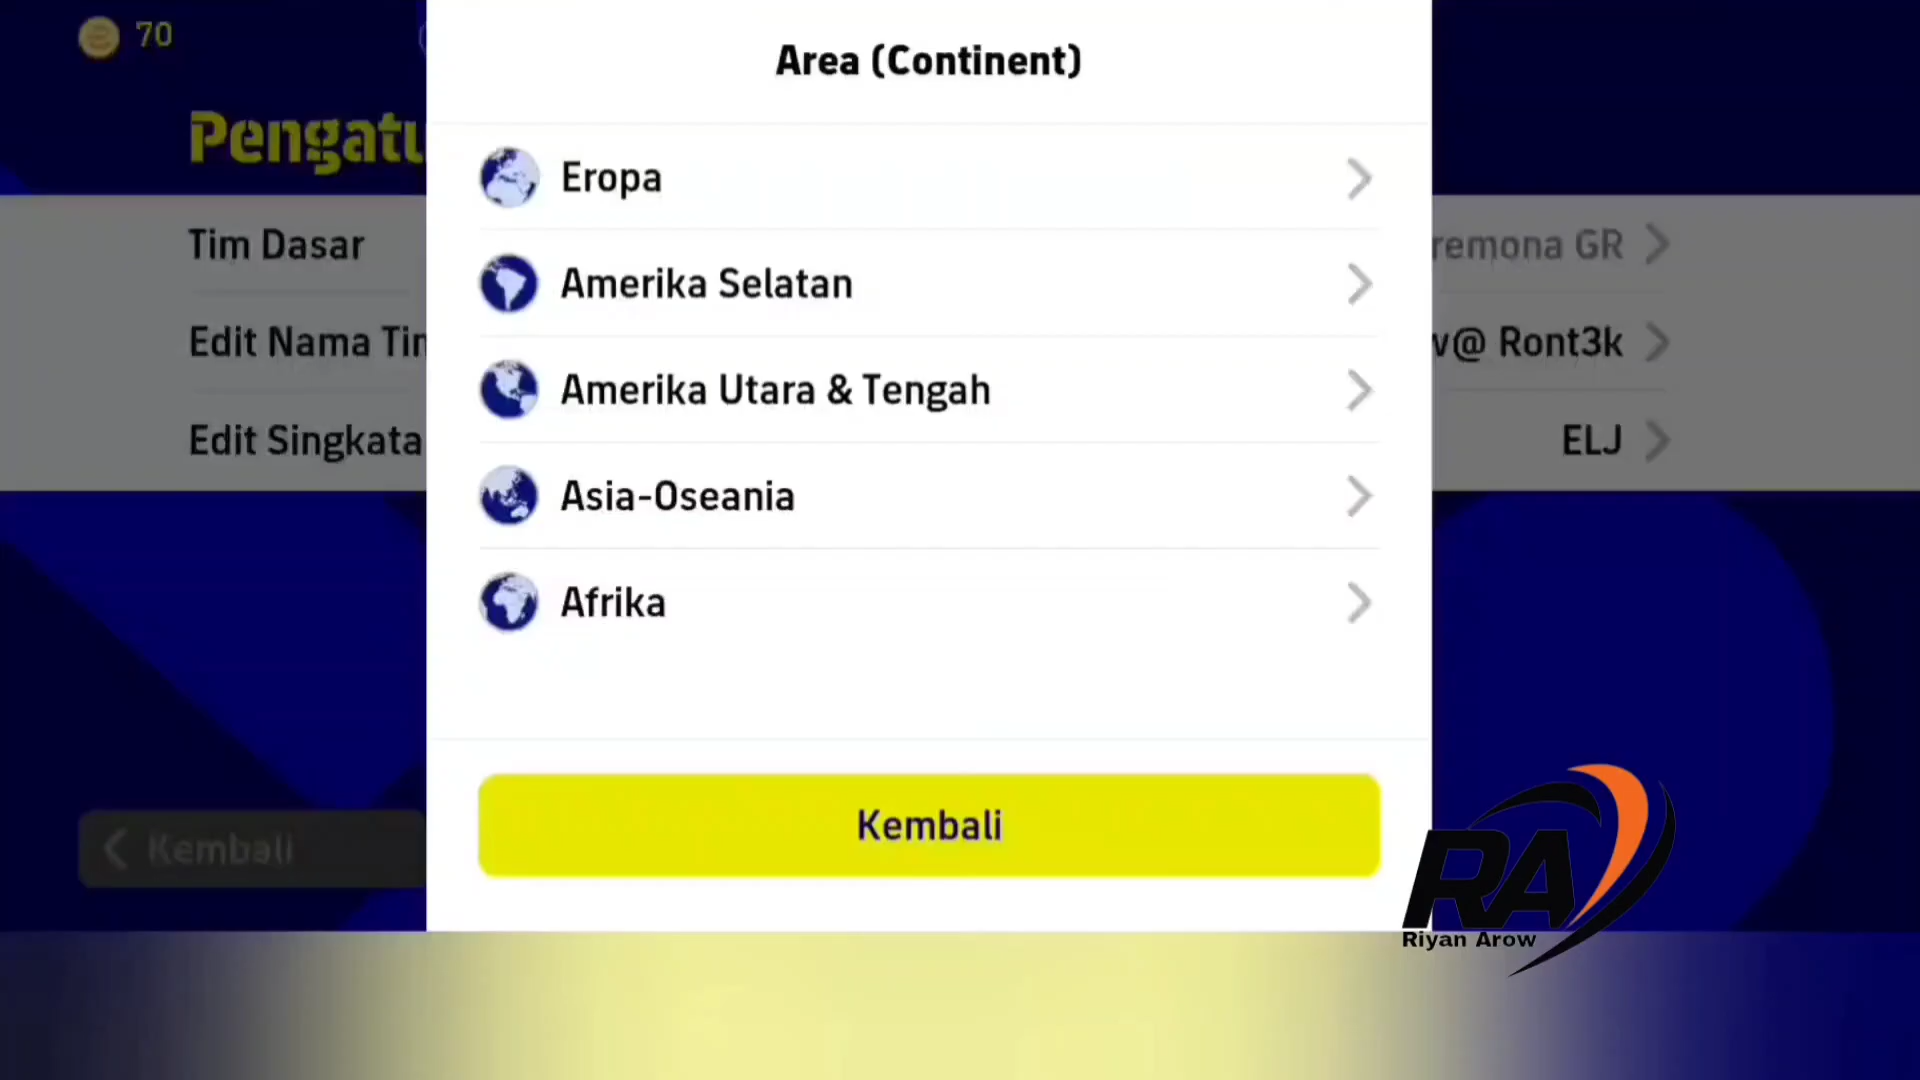 70
Area (Continent)
Pengatu
Eropa
Tim Dasar
Amerika Selatan
remona GR
Edit Nama Tim
Amerika Utara & Tengah
v@ Ront3k
Edit Singkata
Asia-Oseania
ELJ
Afrika
Kembali
Kembali
RA
Riyan Arow